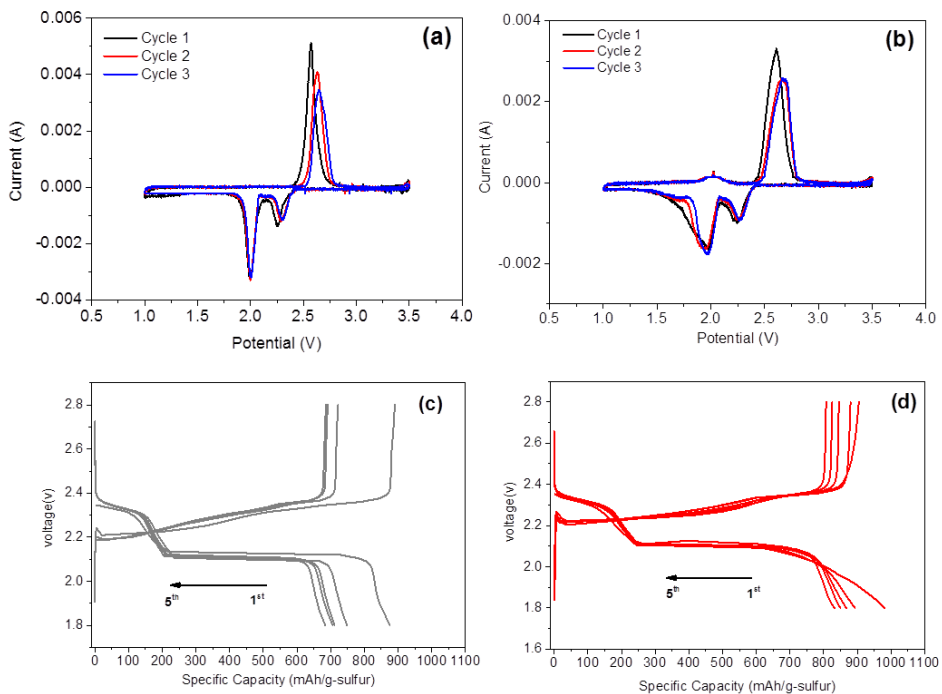 0.006
0.004
0.002
0.000
-0.002
-0.004
Current (A)
Cycle 1
Cycle 2
Cycle 3
(a)
0.5 1.0 1.5 2.0 2.5 3.0 3.5 4.0
Potential (V)
0.004
0.002
0.000
-0.002
Current (A)
Cycle 1
Cycle 2
Cycle 3
(b)
0.5 1.0 1.5 2.0 2.5 3.0 3.5 4.0
Potential (V)
2.8
2.6
2.4
2.2
2.0
1.8
voltage(v)
(c)
5th 1st
0 100 200 300 400 500 600 700 800 900 1000 1100
Specific Capacity (mAh/g-sulfur)
2.8
2.6
2.4
2.2
2.0
1.8
1.6
voltage(v)
(d)
5th 1st
0 100 200 300 400 500 600 700 800 900 1000 1100
Specific Capacity (mAh/g-sulfur)